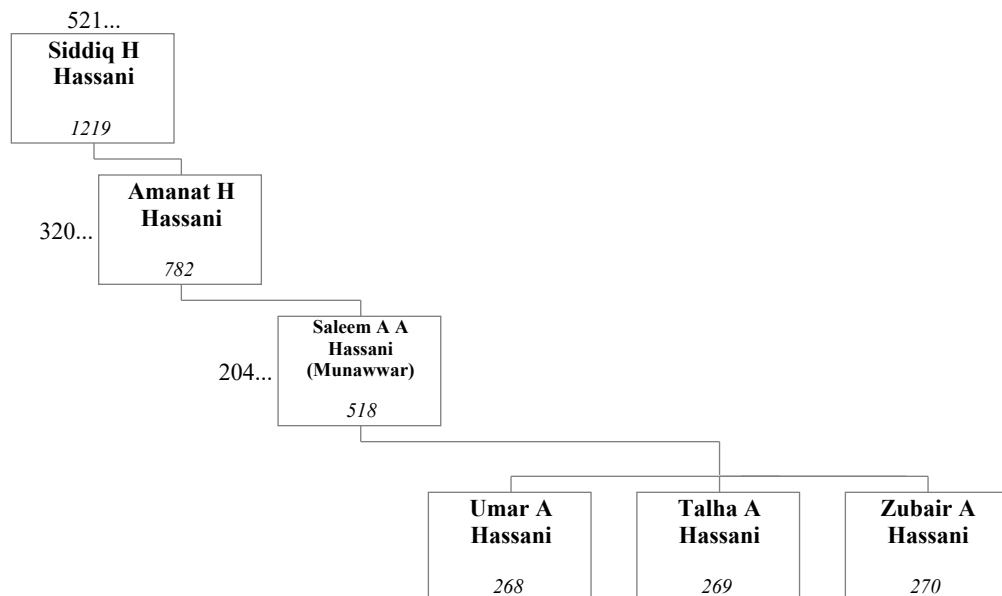 521...
Siddiq H
Hassani
1219
Amanat H
Hassani
320...
782
Saleem A A
Hassani
(Munawwar)
204...
518
Umar A
Hassani
268
Talha A
Hassani
269
Zubair A
Hassani
270